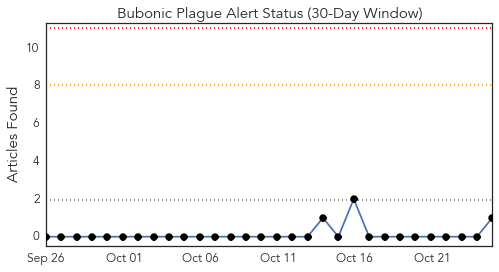 Bubonic Plague Alert Status (30-Day Window)
Articles Found
10
8
6
4
2
0
Sep 26 Oct 01 Oct 06 Oct 11 Oct 16 Oct 21